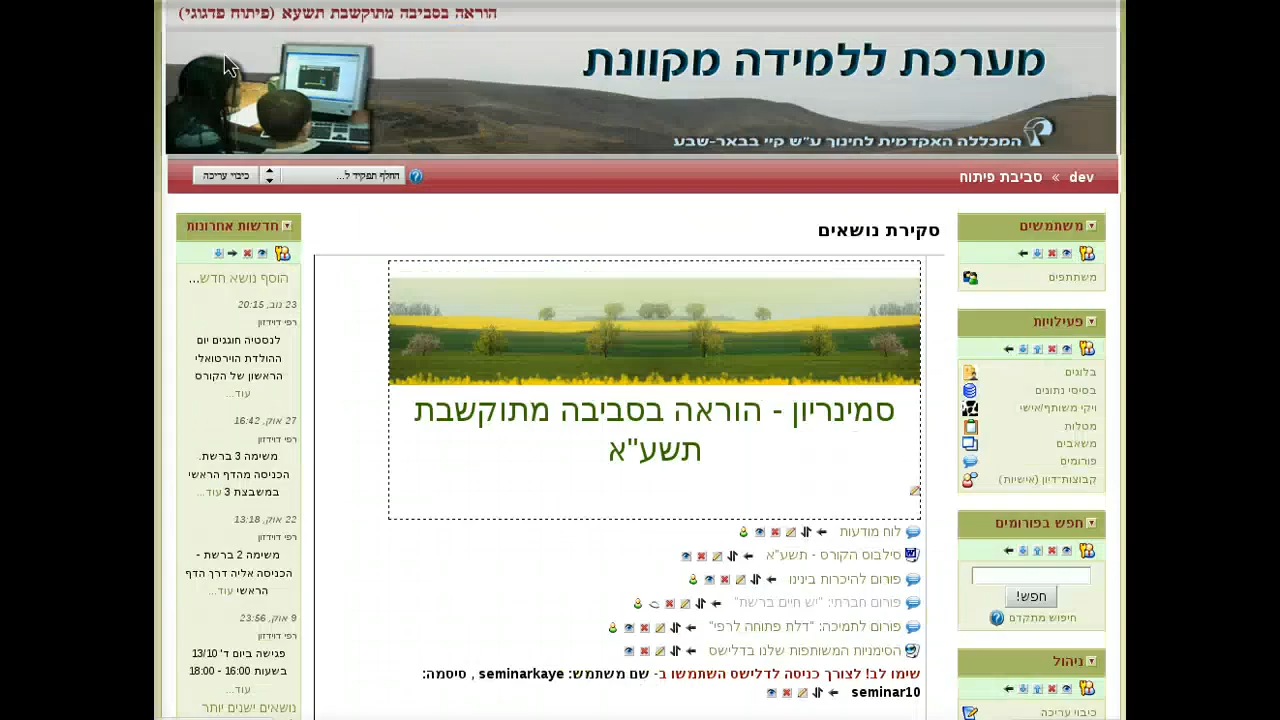 הוראה בסביבה מתוקשבת תשעא (פיתוח פדגוגי)
מערכת ללמידה מקוונת
המכללה האקדמית לחינוך ע"ש קיי בבאר-שבע
dev » סביבת פיתוח
החלף תפקיד ל...
כיבוי עריכה
משתמשים
משתתפים
פעילויות
בלוגים
בסיסי נתונים
ויקי משותף/אישי
מטלות
משאבים
פורומים
קבוצות־דיון (אישיות)
חפש בפורומים
חפש!
חיפוש מתקדם
ניהול
כיבוי עריכה
סקירת נושאים
סמינריון - הוראה בסביבה מתוקשבת
תשע"א
לוח מודעות
סילבוס הקורס - תשע"א
פורום להיכרות בינינו
פורום חברתי: "יש חיים ברשת"
פורום לתמיכה: "דלת פתוחה לרפי"
הסימניות המשותפות שלנו בדלישס
שימו לב! לצורך כניסה לדלישס השתמשו ב- שם משתמש: seminarkaye , סיסמה:
seminar10
חדשות אחרונות
הוסף נושא חדש...
23 נוב, 20:15
רפי דוידזון
לנסטיה חוגגים יום
ההולדת הוירטואלי
הראשון של הקורס
עוד...
27 אוק, 16:42
רפי דוידזון
משימה 3 ברשת.
הכניסה מהדף הראשי
במשבצת 3 עוד...
22 אוק, 13:18
רפי דוידזון
משימה 2 ברשת -
הכניסה אליה דרך הדף
הראשי עוד...
9 אוק, 23:56
רפי דוידזון
פגישה ביום ד' 13/10
בשעות 16:00 - 18:00
עוד...
נושאים ישנים יותר